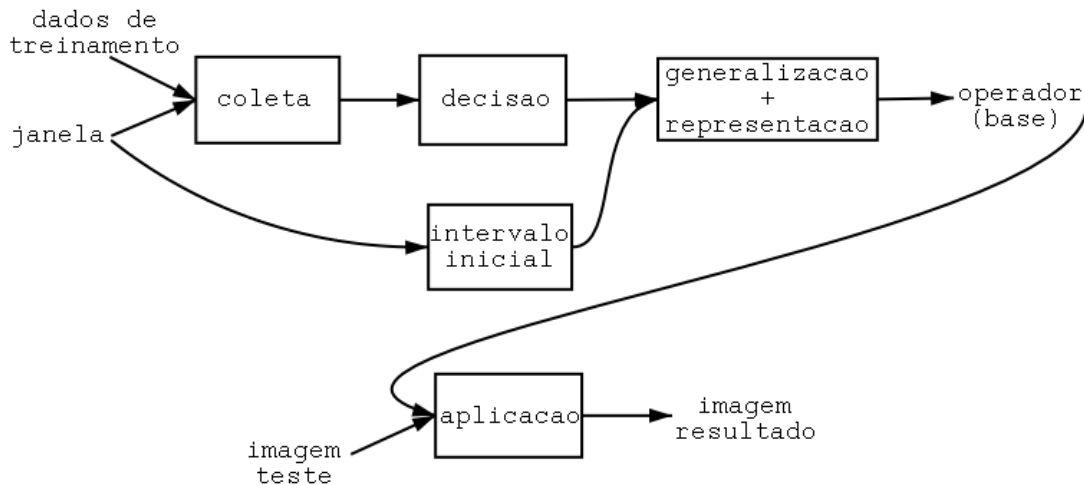 dados de
treinamento
janela
coleta
decisao
generalizacao
+
representacao
operador
(base)
intervalo
inicial
aplicacao
imagem
teste
imagem
resultado